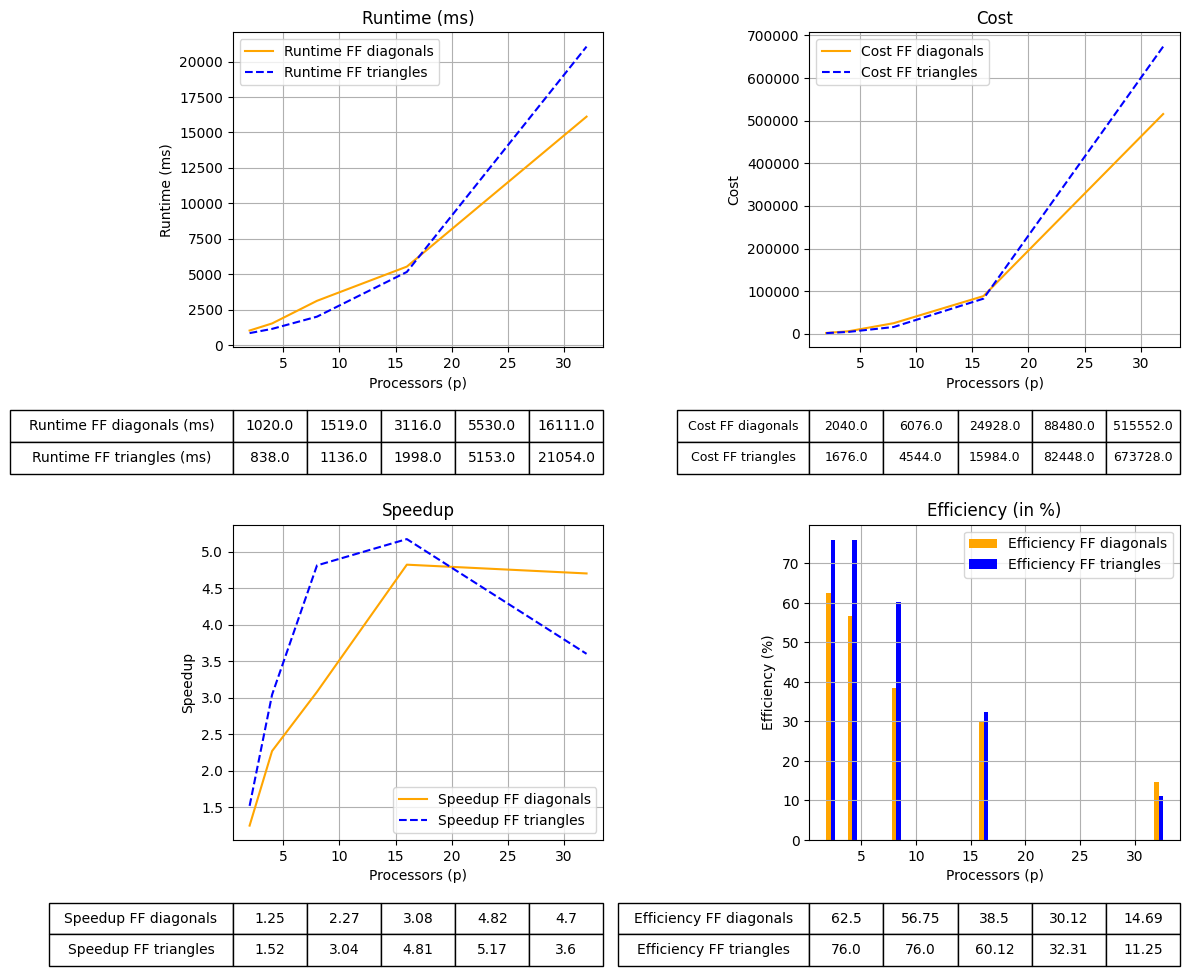 Runtime (ms)
Runtime FF diagonals
Runtime FF triangles
Runtime (ms)
20000
17500
15000
12500
10000
7500
5000
2500
0
5 10 15 20 25 30
Processors (p)
Runtime FF diagonals (ms) 1020.0 1519.0 3116.0 5530.0 16111.0
Runtime FF triangles (ms) 838.0 1136.0 1998.0 5153.0 21054.0
Cost
Cost FF diagonals
Cost FF triangles
Cost
700000
600000
500000
400000
300000
200000
100000
0
5 10 15 20 25 30
Processors (p)
Cost FF diagonals 2040.0 6076.0 24928.0 88480.0 515552.0
Cost FF triangles 1676.0 4544.0 15984.0 82448.0 673728.0
Speedup
Speedup
5.0
4.5
4.0
3.5
3.0
2.5
2.0
1.5
Speedup FF diagonals
Speedup FF triangles
5 10 15 20 25 30
Processors (p)
Speedup FF diagonals 1.25 2.27 3.08 4.82 4.7
Speedup FF triangles 1.52 3.04 4.81 5.17 3.6
Efficiency (in %)
Efficiency FF diagonals
Efficiency FF triangles
Efficiency (%)
70
60
50
40
30
20
10
0
5 10 15 20 25 30
Processors (p)
Efficiency FF diagonals 62.5 56.75 38.5 30.12 14.69
Efficiency FF triangles 76.0 76.0 60.12 32.31 11.25